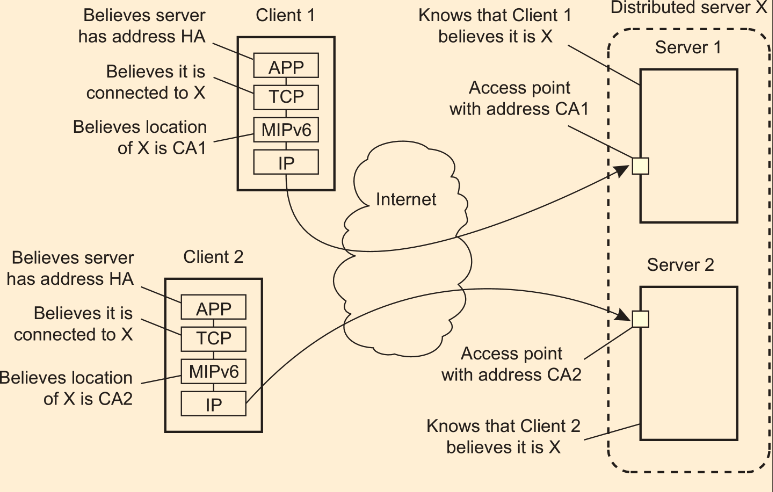 Believes server
has address HA
Client 1
Knows that Client 1
believes it is X
Distributed server X
Server 1
APP
Believes it is
connected to X
TCP
Access point
with address CA1
Believes location
of X is CA1
MIPv6
IP
Internet
Believes server
has address HA
Client 2
Server 2
APP
Believes it is
connected to X
TCP
Believes location
of X is CA2
MIPv6
IP
Access point
with address CA2
Knows that Client 2
believes it is X